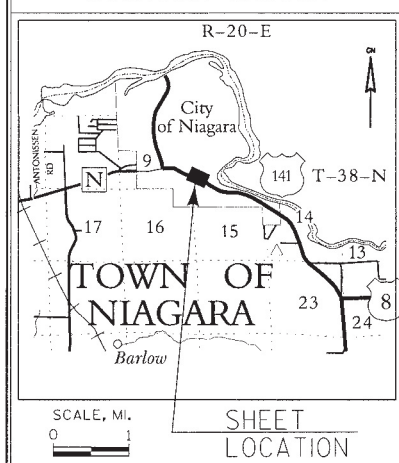 R-20-E
GN
City
of Niagara
ANTONISSEN
RD
N
9
141
T-38-N
17
16
15
14
13
TOWN OF
NIAGARA
23
8
24
Barlow
SCALE, MI.
0 1
SHEET
LOCATION